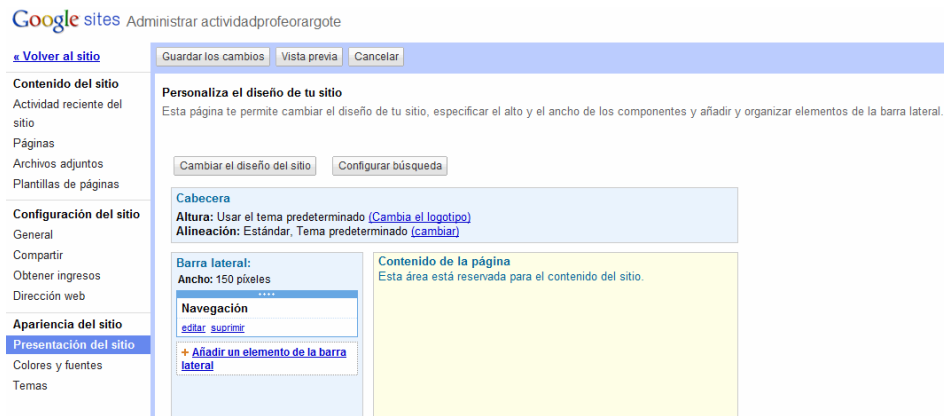 Google sites Administrar actividadprofeorargote
« Volver al sitio
Contenido del sitio
Actividad reciente del
sitio
Páginas
Archivos adjuntos
Plantillas de páginas
Configuración del sitio
General
Compartir
Obtener ingresos
Dirección web
Apariencia del sitio
Presentación del sitio
Colores y fuentes
Temas
Guardar los cambios Vista previa Cancelar
Personaliza el diseño de tu sitio
Esta página te permite cambiar el diseño de tu sitio, especificar el alto y el ancho de los componentes y añadir y organizar elementos de la barra lateral.
Cambiar el diseño del sitio Configurar búsqueda
Cabecera
Altura: Usar el tema predeterminado (Cambia el logotipo)
Alineación: Estándar, Tema predeterminado (cambiar)
Barra lateral:
Ancho: 150 píxeles
Navegación
editar suprimir
+ Añadir un elemento de la barra
lateral
Contenido de la página
Esta área está reservada para el contenido del sitio.